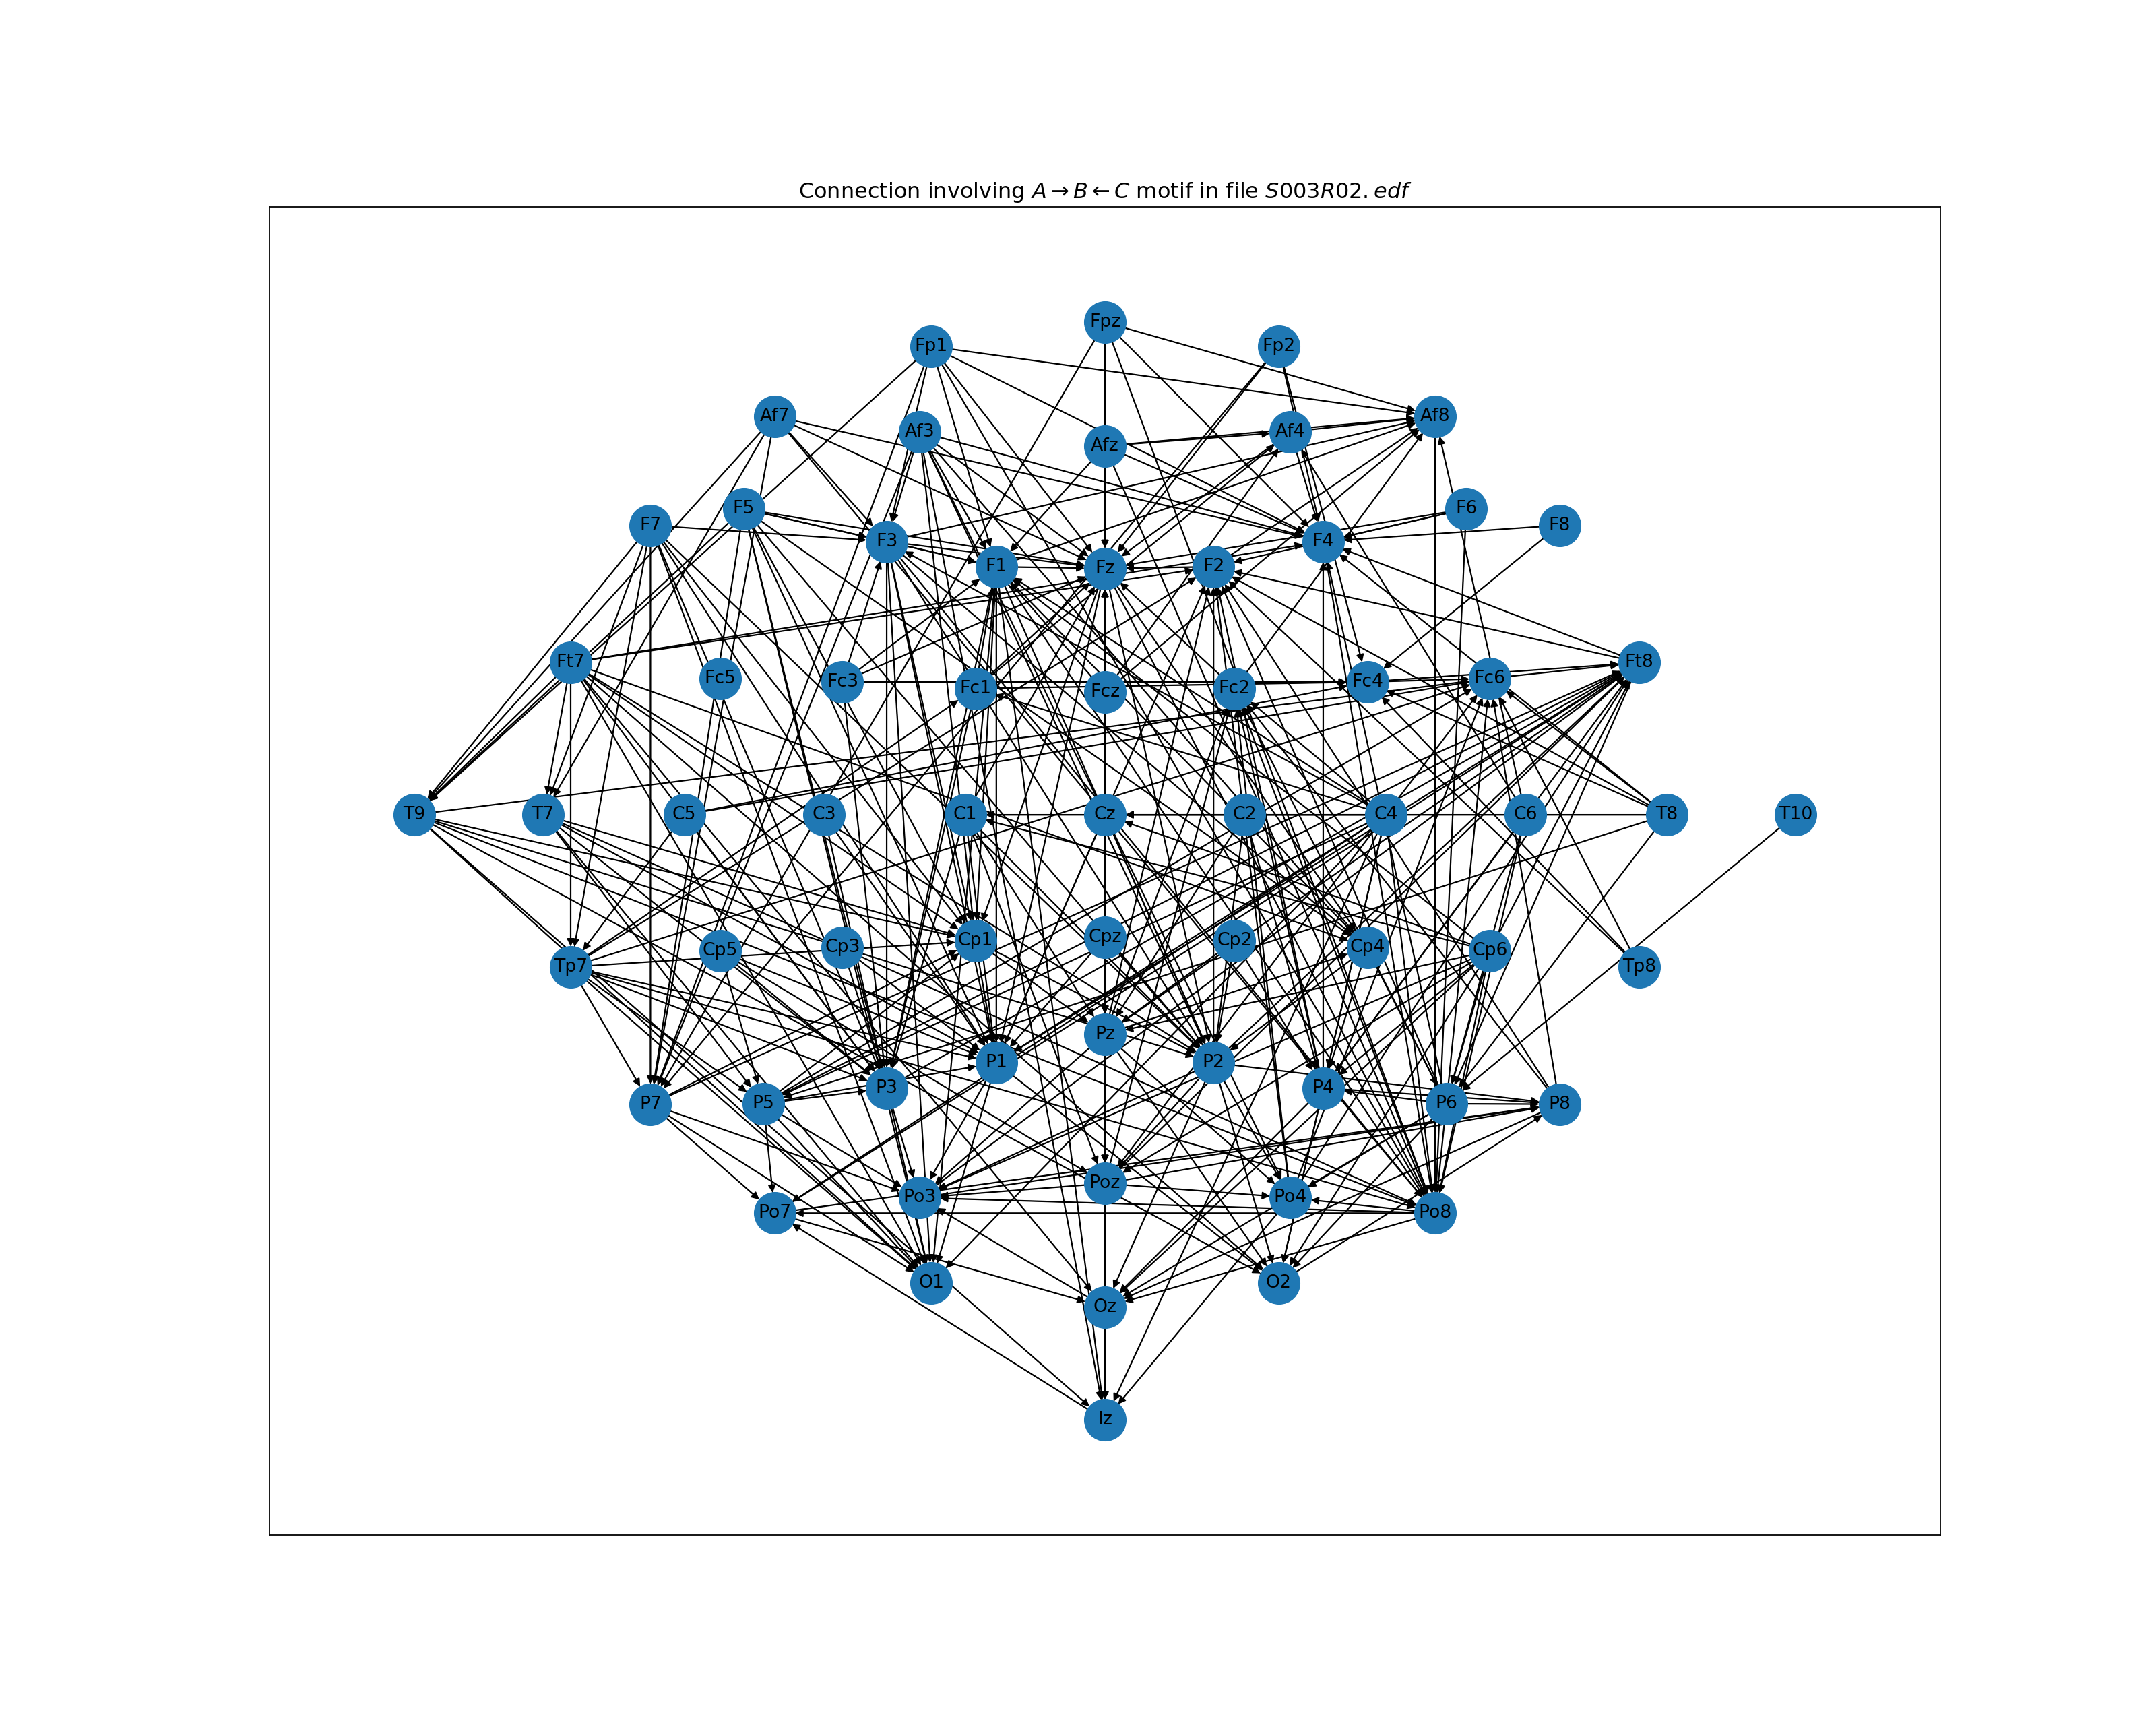 Connection involving A → B ← C motif in file S003R02.edf
Fpz
Fp1 Fp2
Af7 Af3 Afz Af4 Af8
F7 F5 F3 F1 Fz F2 F4 F6 F8
Ft7 Fc5 Fc3 Fc1 Fcz Fc2 Fc4 Fc6 Ft8
T9 T7 C5 C3 C1 Cz C2 C4 C6 T8 T10
Tp7 Cp5 Cp3 Cp1 Cpz Cp2 Cp4 Cp6 Tp8
P7 P5 P3 P1 Pz P2 P4 P6 P8
Po7 Po3 Poz Po4 Po8
O1 Oz O2
Iz